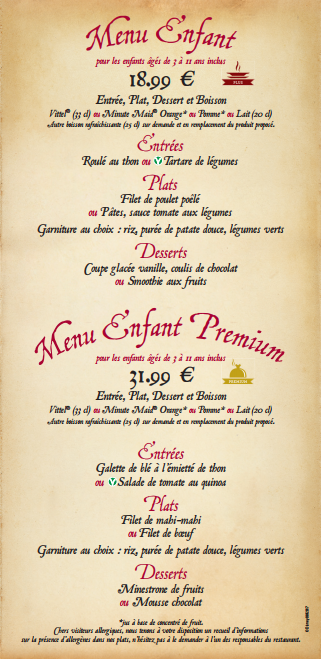 Menu Enfant
pour les enfants âgés de 3 à 11 ans inclus
18.99 €
PLUS
Entrée, Plat, Dessert et Boisson
Vittel® (33 cl) ou Minute Maid® Orange* ou Pomme* ou Lait (20 cl)
Autre boisson rafraîchissante (25 cl) sur demande et en remplacement du produit proposé.
Entrées
Roulé au thon ou V Tartare de légumes
Plats
Filet de poulet poêlé
ou Pâtes, sauce tomate aux légumes
Garniture au choix : riz, purée de patate douce, légumes verts
Desserts
Coupe glacée vanille, coulis de chocolat
ou Smoothie aux fruits
Menu Enfant Premium
pour les enfants âgés de 3 à 11 ans inclus
31.99 €
PREMIUM
Entrée, Plat, Dessert et Boisson
Vittel® (33 cl) ou Minute Maid® Orange* ou Pomme* ou Lait (20 cl)
Autre boisson rafraîchissante (25 cl) sur demande et en remplacement du produit proposé.
Entrées
Galette de blé à l'émietté de thon
ou V Salade de tomate au quinoa
Plats
Filet de mahi-mahi
ou Filet de bœuf
Garniture au choix : riz, purée de patate douce, légumes verts
Desserts
Minestrone de fruits
ou Mousse chocolat
*jus à base de concentré de fruit.
Chers visiteurs allergiques, nous tenons à votre disposition un recueil d'informations
sur la présence d'allergènes dans nos plats, n'hésitez pas à le demander à l'un des responsables du restaurant.